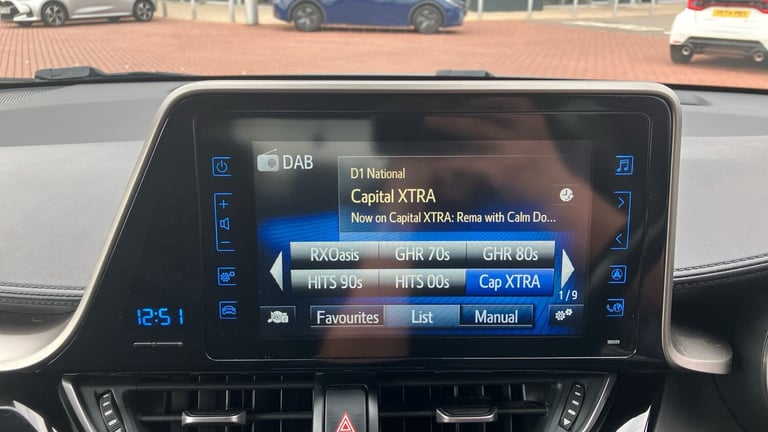 DAB
D1 National
Capital XTRA
Now on Capital XTRA: Rema with Calm Do...
RXOasis GHR 70s GHR 80s
HITS 90s HITS 00s Cap XTRA
1/9
Favourites List Manual
12:51